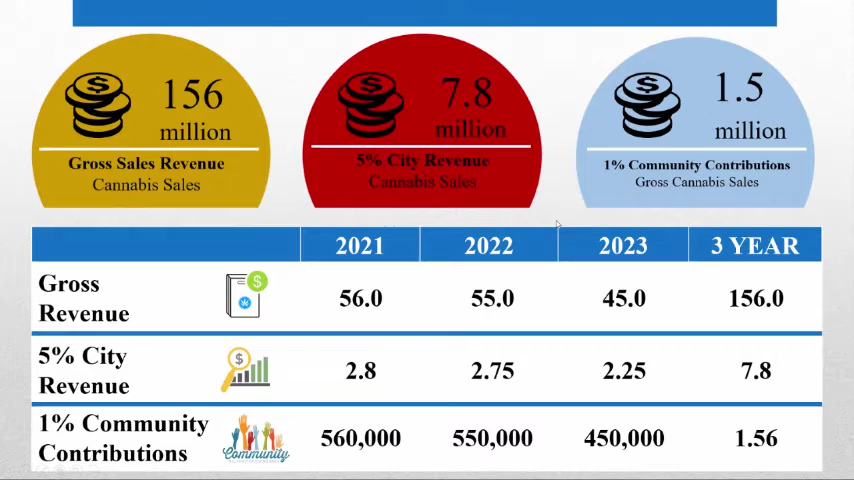 156
million
Gross Sales Revenue
Cannabis Sales
7.8
million
5% City Revenue
Cannabis Sales
1.5
million
1% Community Contributions
Gross Cannabis Sales
2021 2022 2023 3 YEAR
Gross
Revenue
$
56.0 55.0 45.0 156.0
5% City
Revenue
$
2.8 2.75 2.25 7.8
1% Community
Contributions
Community
560,000 550,000 450,000 1.56